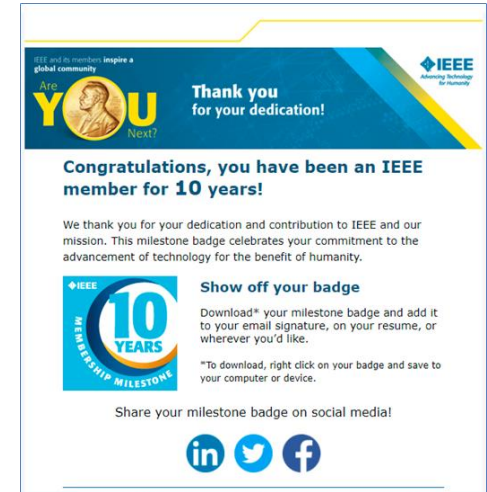 IEEE and its members inspire a
global community
Are
YOU
Next?
Thank you
for your dedication!
IEEE
Advancing Technology
for Humanity
Congratulations, you have been an IEEE
member for 10 years!
We thank you for your dedication and contribution to IEEE and our
mission. This milestone badge celebrates your commitment to the
advancement of technology for the benefit of humanity.
IEEE
10
YEARS
MEMBERSHIP MILESTONE
Show off your badge
Download* your milestone badge and add it
to your email signature, on your resume, or
wherever you'd like.
*To download, right click on your badge and save to
your computer or device.
Share your milestone badge on social media!
in
f